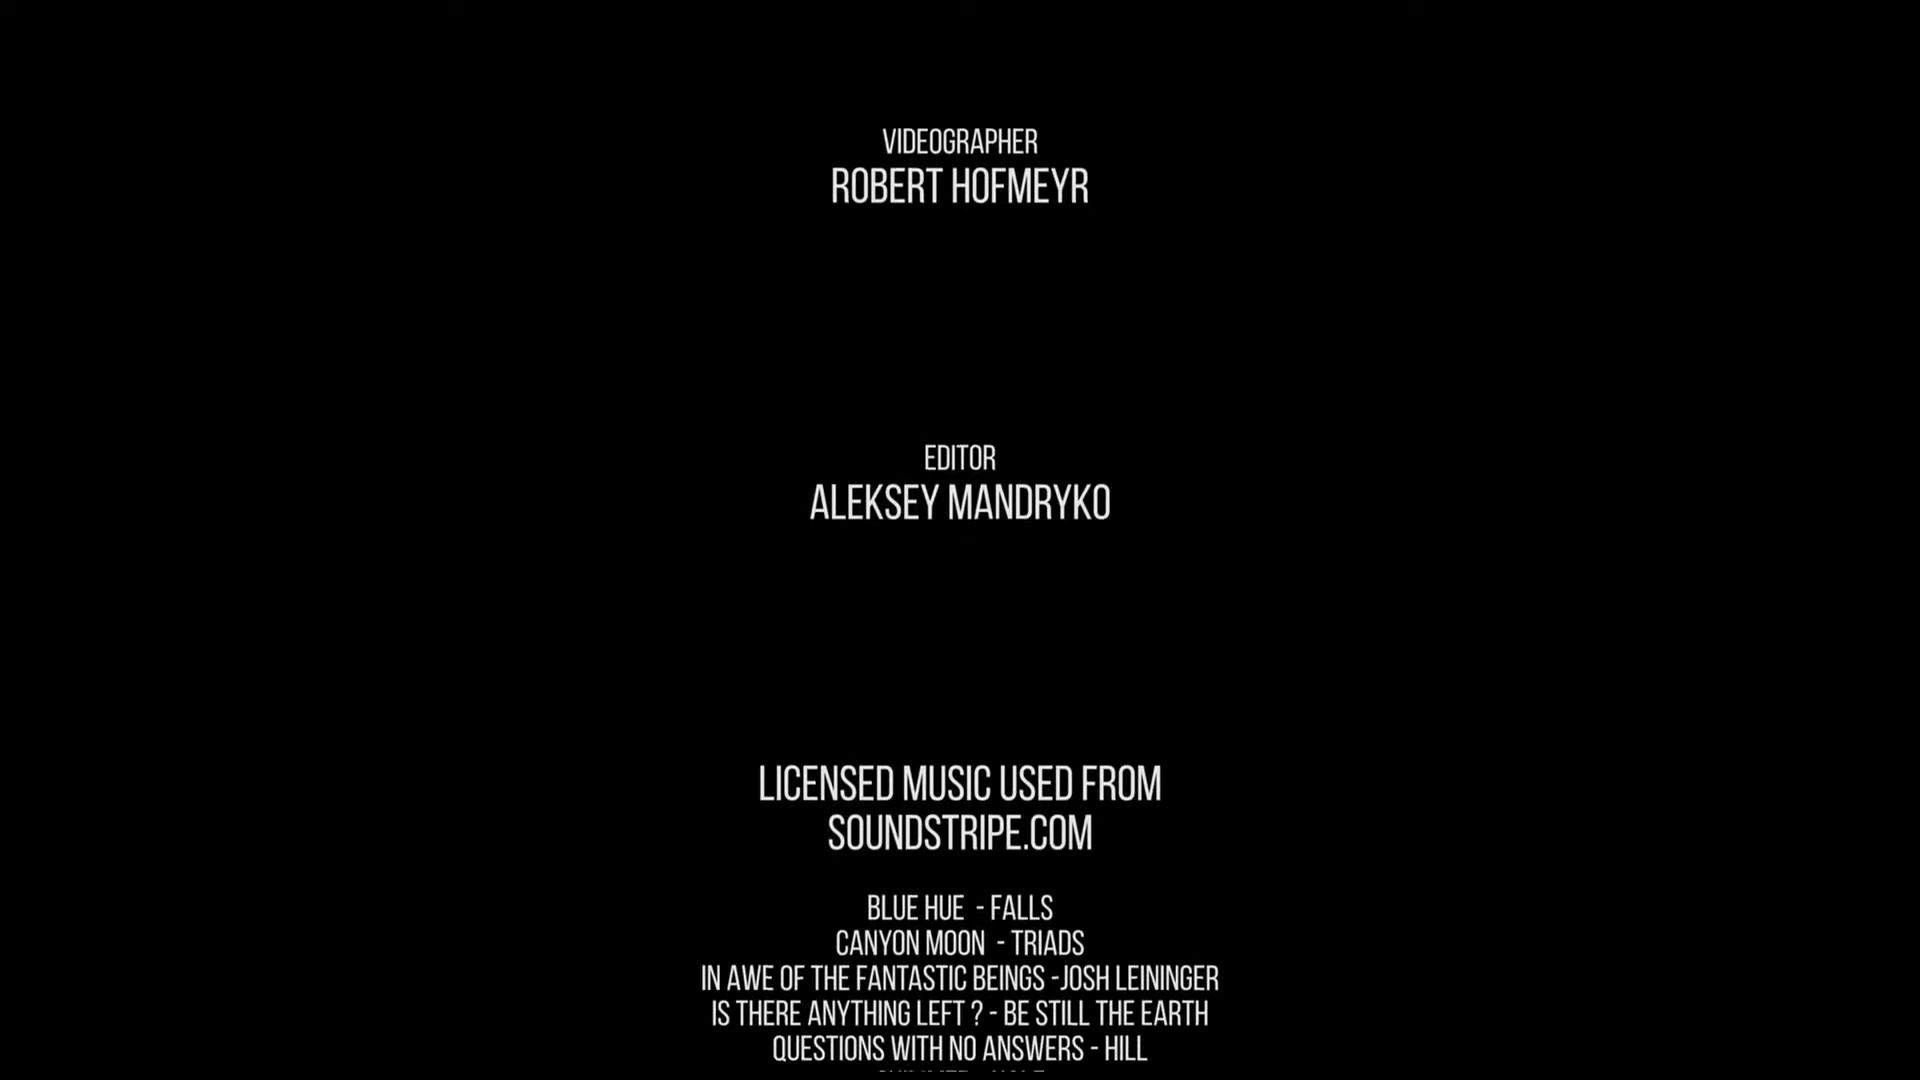 VIDEOGRAPHER
ROBERT HOFMEYR
EDITOR
ALEKSEY MANDRYKO
LICENSED MUSIC USED FROM
SOUNDSTRIPE.COM
BLUE HUE - FALLS
CANYON MOON - TRIADS
IN AWE OF THE FANTASTIC BEINGS -JOSH LEININGER
IS THERE ANYTHING LEFT ? - BE STILL THE EARTH
QUESTIONS WITH NO ANSWERS - HILL